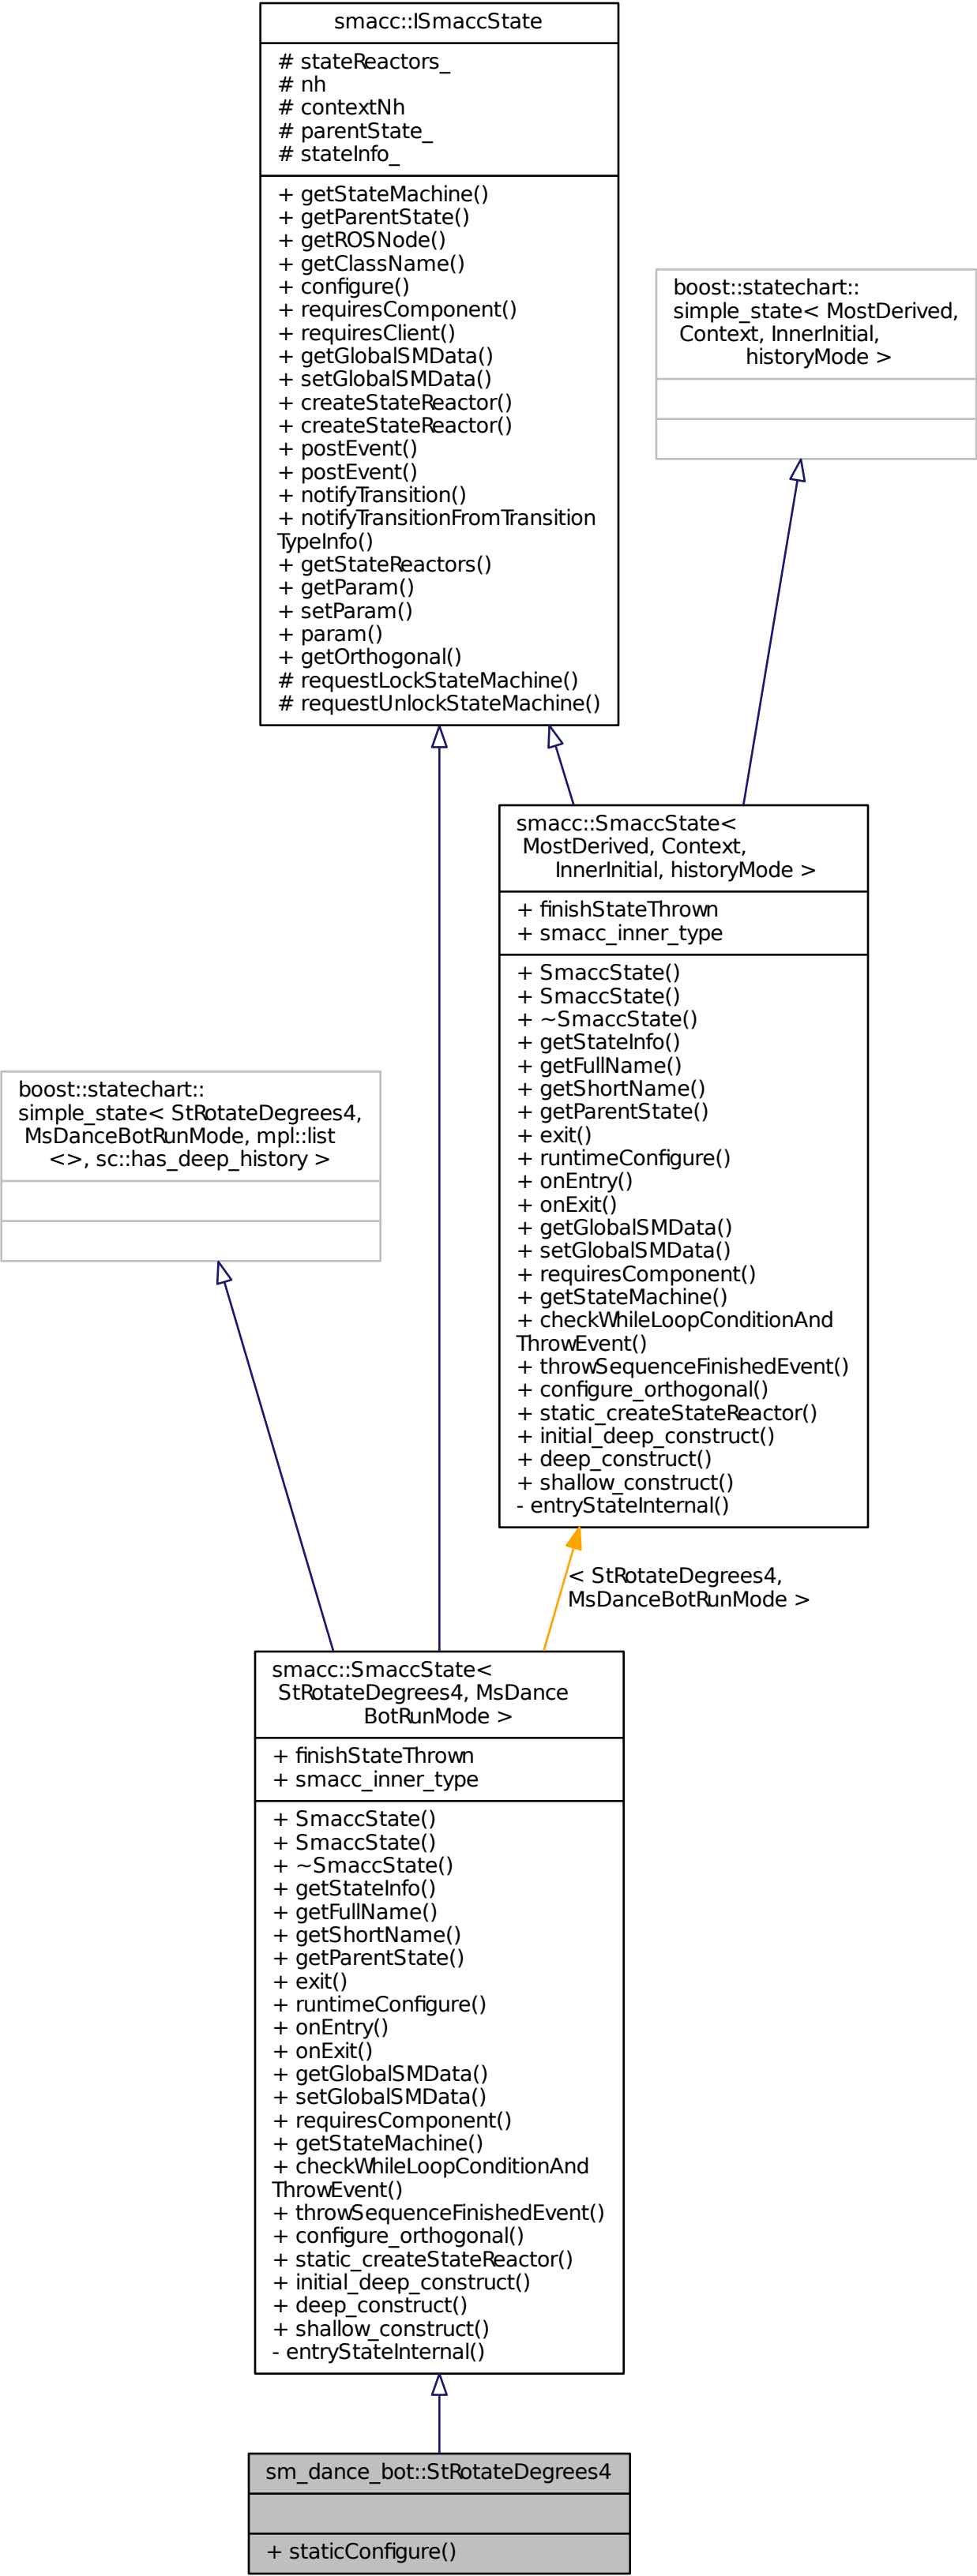 smacc::ISmaccState
# stateReactors_
# nh
# contextNh
# parentState_
# stateInfo_
+ getStateMachine()
+ getParentState()
+ getROSNode()
+ getClassName()
+ configure()
+ requiresComponent()
+ requiresClient()
+ getGlobalSMData()
+ setGlobalSMData()
+ createStateReactor()
+ createStateReactor()
+ postEvent()
+ postEvent()
+ notifyTransition()
+ notifyTransitionFromTransition
TypeInfo()
+ getStateReactors()
+ getParam()
+ setParam()
+ param()
+ getOrthogonal()
# requestLockStateMachine()
# requestUnlockStateMachine()
boost::statechart::
simple_state< MostDerived,
Context, InnerInitial,
historyMode >
smacc::SmaccState<
MostDerived, Context,
InnerInitial, historyMode >
+ finishStateThrown
+ smacc_inner_type
+ SmaccState()
+ SmaccState()
+ ~SmaccState()
+ getStateInfo()
+ getFullName()
+ getShortName()
+ getParentState()
+ exit()
+ runtimeConfigure()
+ onEntry()
+ onExit()
+ getGlobalSMData()
+ setGlobalSMData()
+ requiresComponent()
+ getStateMachine()
+ checkWhileLoopConditionAnd
ThrowEvent()
+ throwSequenceFinishedEvent()
+ configure_orthogonal()
+ static_createStateReactor()
+ initial_deep_construct()
+ deep_construct()
+ shallow_construct()
- entryStateInternal()
boost::statechart::
simple_state< StRotateDegrees4,
MsDanceBotRunMode, mpl::list
<>, sc::has_deep_history >
< StRotateDegrees4,
MsDanceBotRunMode >
smacc::SmaccState<
StRotateDegrees4, MsDance
BotRunMode >
+ finishStateThrown
+ smacc_inner_type
+ SmaccState()
+ SmaccState()
+ ~SmaccState()
+ getStateInfo()
+ getFullName()
+ getShortName()
+ getParentState()
+ exit()
+ runtimeConfigure()
+ onEntry()
+ onExit()
+ getGlobalSMData()
+ setGlobalSMData()
+ requiresComponent()
+ getStateMachine()
+ checkWhileLoopConditionAnd
ThrowEvent()
+ throwSequenceFinishedEvent()
+ configure_orthogonal()
+ static_createStateReactor()
+ initial_deep_construct()
+ deep_construct()
+ shallow_construct()
- entryStateInternal()
sm_dance_bot::StRotateDegrees4
+ staticConfigure()